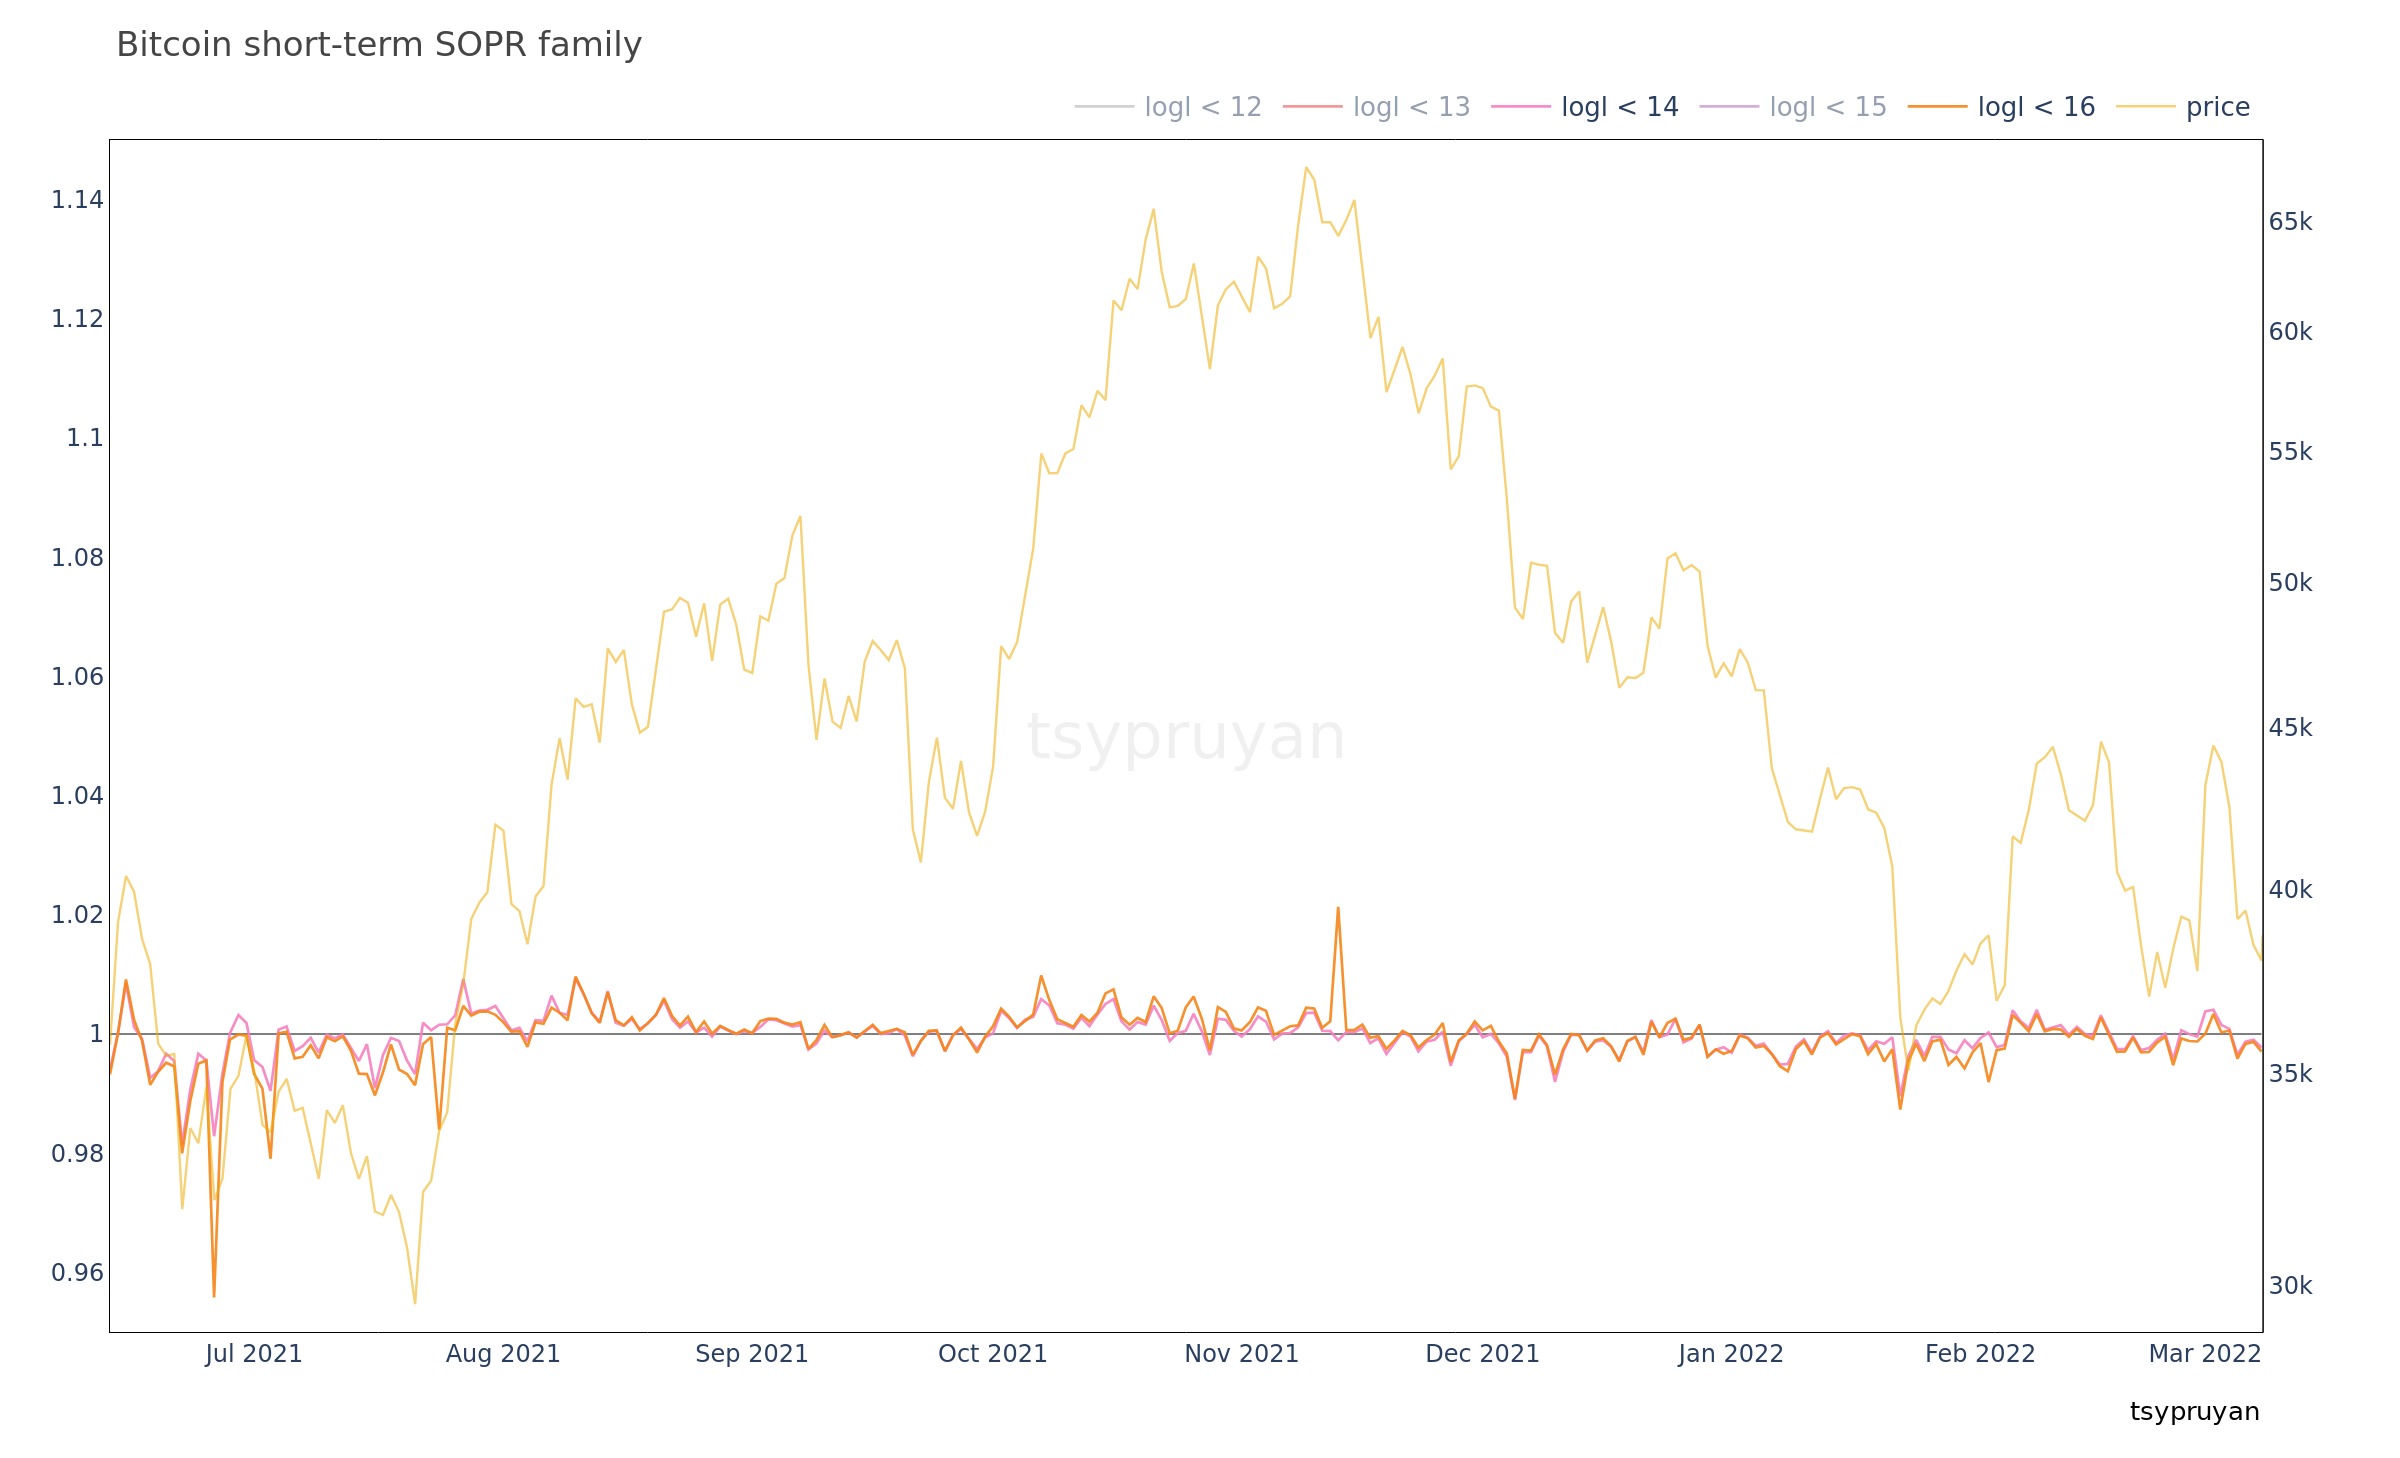 Bitcoin short-term SOPR family
logl < 12 logl < 13 logl < 14 logl < 15 logl < 16 price
1.14
65k
1.12
60k
1.1
55k
1.08
50k
1.06
tsypruyan
45k
1.04
40k
1.02
1
35k
0.98
0.96
30k
Jul 2021 Aug 2021 Sep 2021 Oct 2021 Nov 2021 Dec 2021 Jan 2022 Feb 2022 Mar 2022
tsypruyan